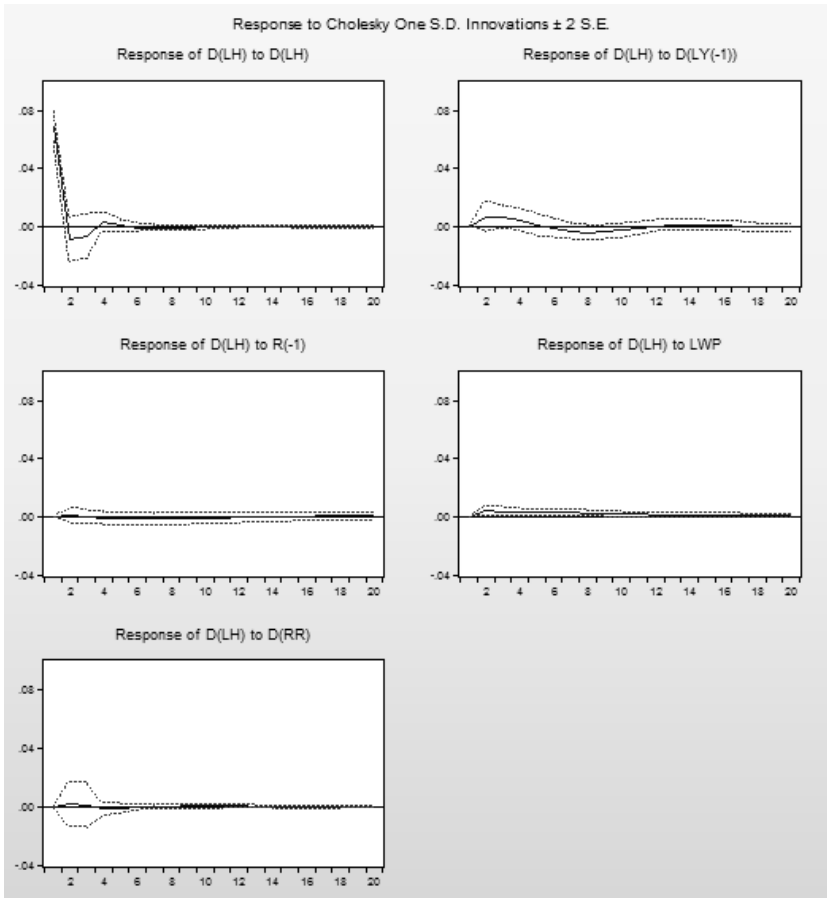 Response to Cholesky One S.D. Innovations ± 2 S.E.
Response of D(LH) to D(LH)
.08
.04
.00
-.04
2 4 6 8 10 12 14 16 18 20
Response of D(LH) to D(LY(-1))
.08
.04
.00
-.04
2 4 6 8 10 12 14 16 18 20
Response of D(LH) to R(-1)
.08
.04
.00
-.04
2 4 6 8 10 12 14 16 18 20
Response of D(LH) to LWP
.08
.04
.00
-.04
2 4 6 8 10 12 14 16 18 20
Response of D(LH) to D(RR)
.08
.04
.00
-.04
2 4 6 8 10 12 14 16 18 20